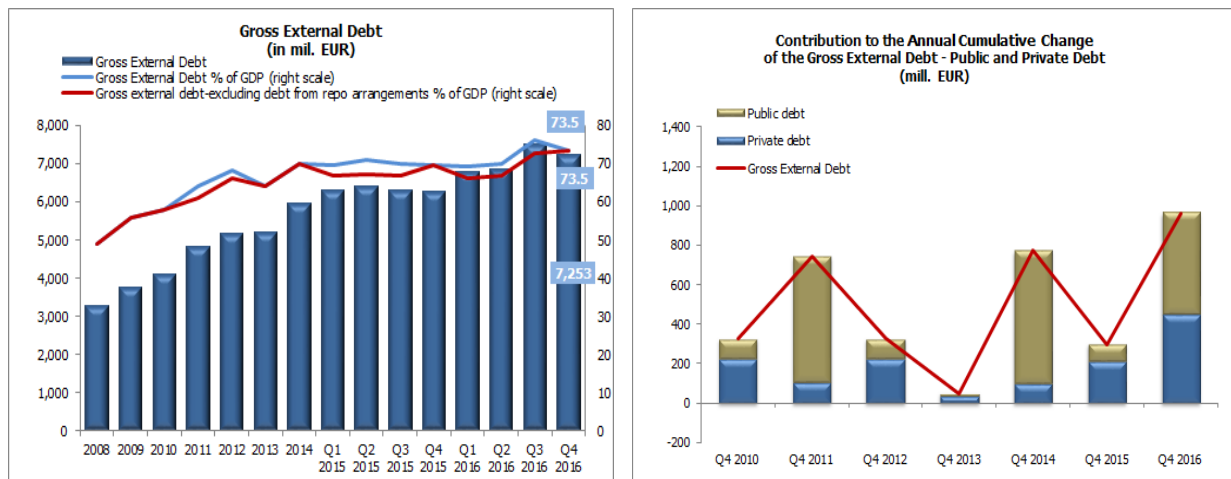 Gross External Debt
(in mil. EUR)
Gross External Debt
Gross External Debt % of GDP (right scale)
Gross external debt-excluding debt from repo arrangements % of GDP (right scale)
8,000
7,000
6,000
5,000
4,000
3,000
2,000
1,000
0
80
70
60
50
40
30
20
10
0
73.5
73.5
7,253
2008 2009 2010 2011 2012 2013 2014 Q1 Q2 Q3 Q4 Q1 Q2 Q3 Q4
2015 2015 2015 2015 2016 2016 2016 2016
Contribution to the Annual Cumulative Change
of the Gross External Debt - Public and Private Debt
(mill. EUR)
Public debt
Private debt
Gross External Debt
1,400
1,200
1,000
800
600
400
200
0
-200
Q4 2010 Q4 2011 Q4 2012 Q4 2013 Q4 2014 Q4 2015 Q4 2016